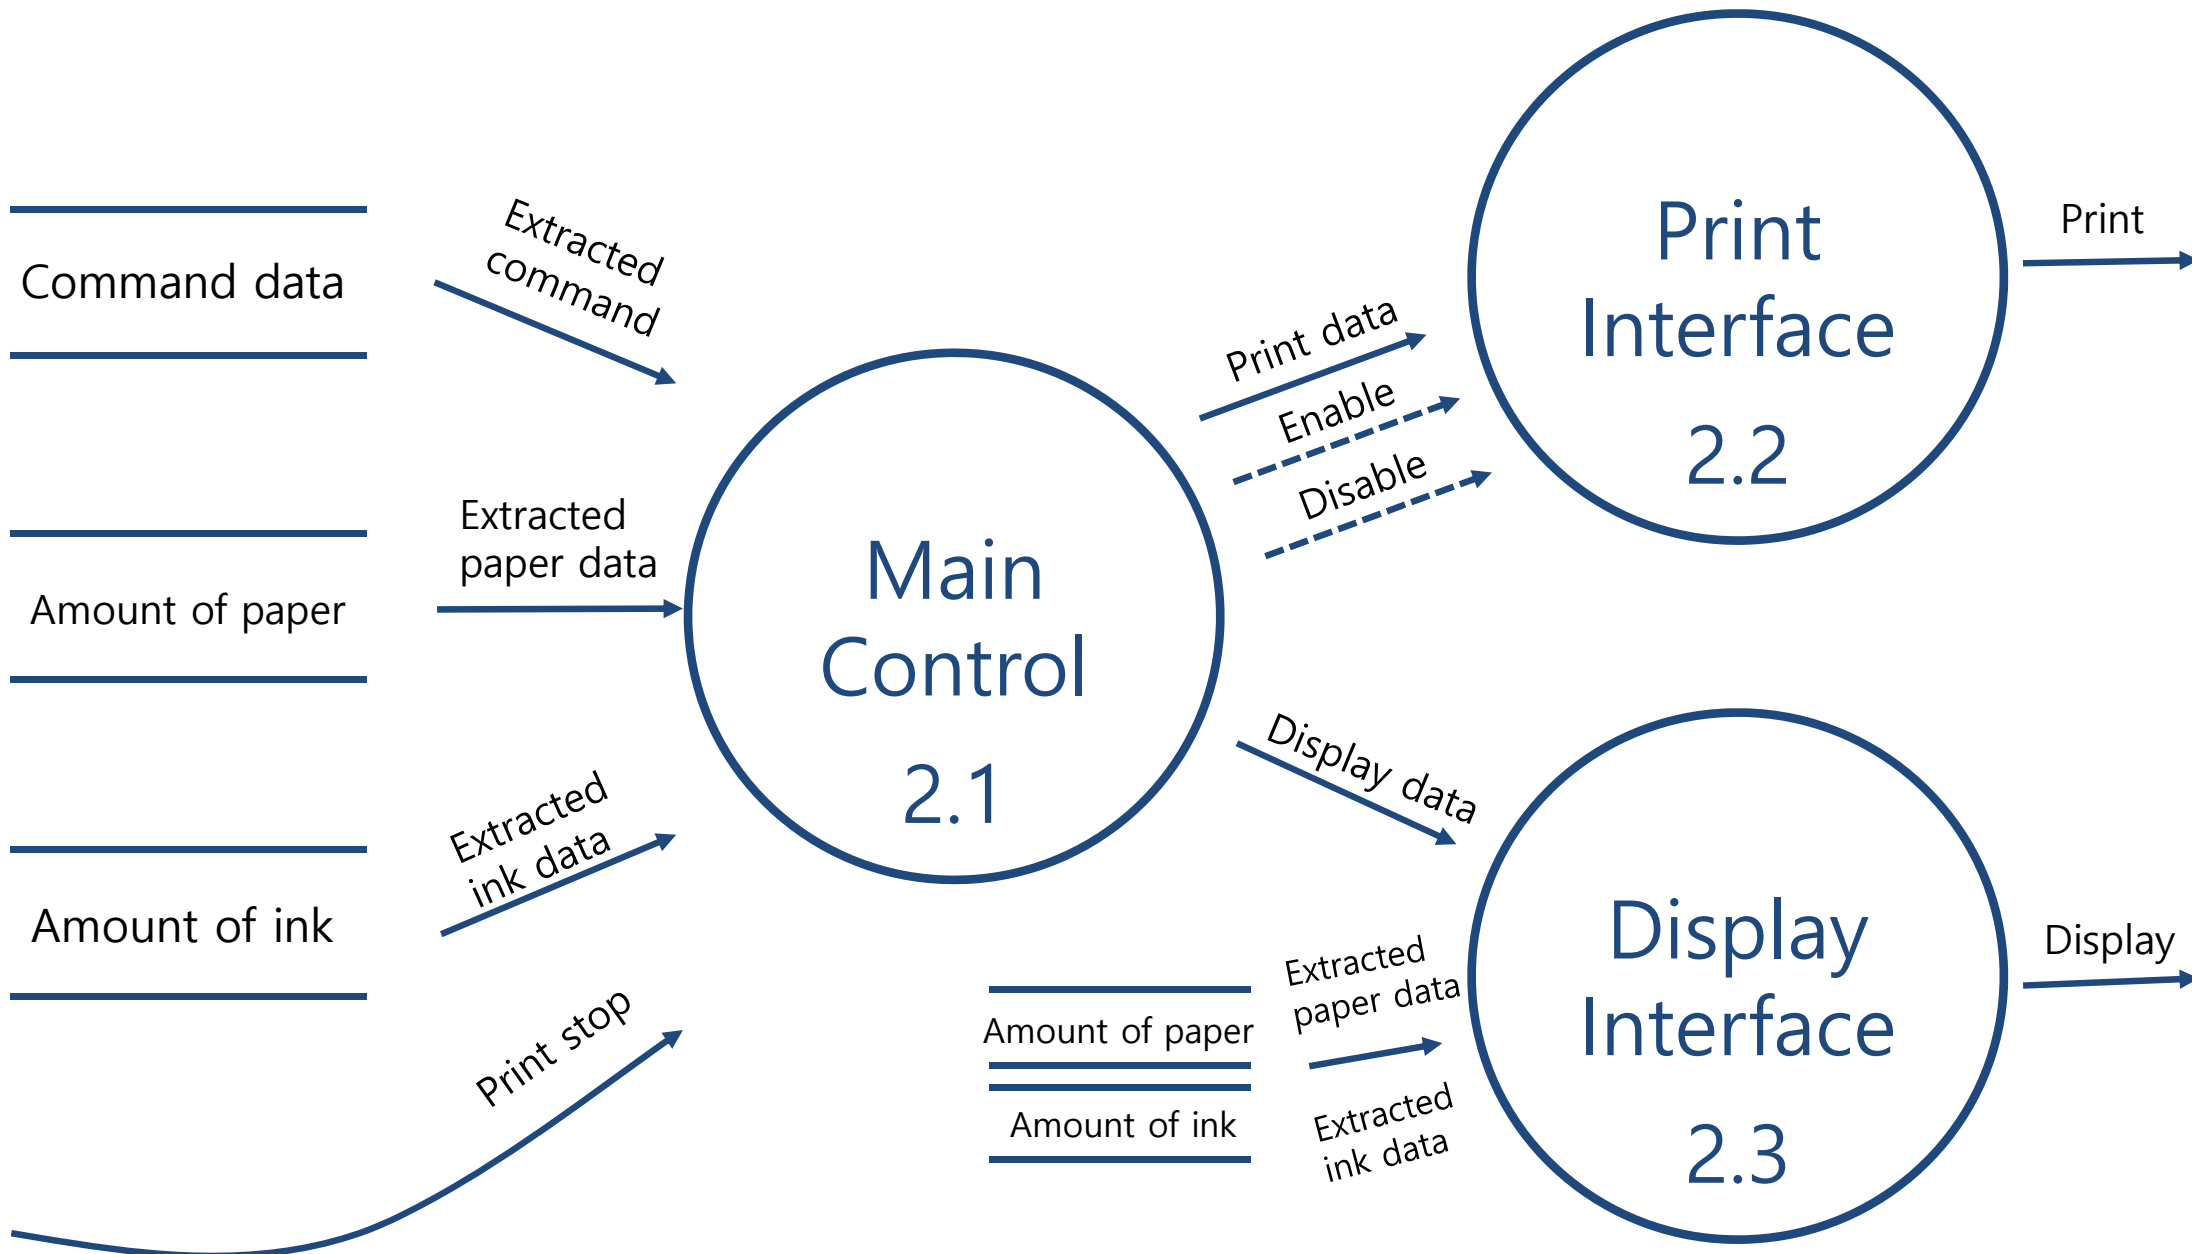 Command data
Extracted
command
Amount of paper
Extracted
paper data
Amount of ink
Extracted
ink data
Print stop
Main
Control
2.1
Print data
Enable
Disable
Print
Interface
2.2
Print
Display data
Amount of paper
Extracted
paper data
Amount of ink
Extracted
ink data
Display
Interface
2.3
Display